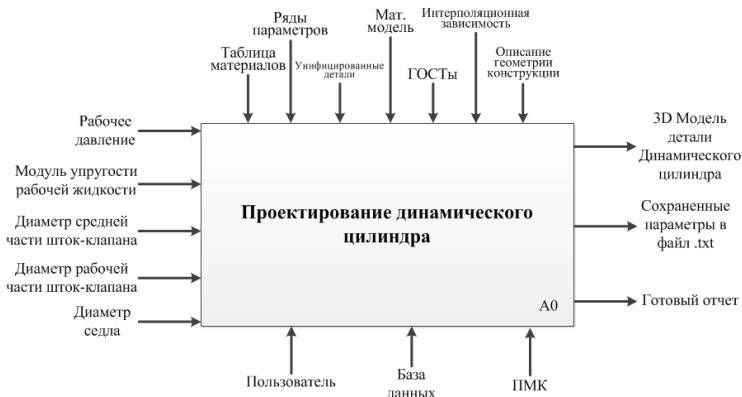 Ряды
параметров
Таблица
материалов
Унифицированные
детали
Мат.
модель
ГОСТы
Интерполяционная
зависимость
Описание
геометрии
конструкции
Рабочее
давление
Модуль упругости
рабочей жидкости
Диаметр средней
части шток-клапана
Диаметр рабочей
части шток-клапана
Диаметр
седла
Проектирование динамического
цилиндра
А0
3D Модель
детали
Динамического
цилиндра
Сохраненные
параметры в
файл .txt
Готовый отчет
Пользователь
База
данных
ПМК